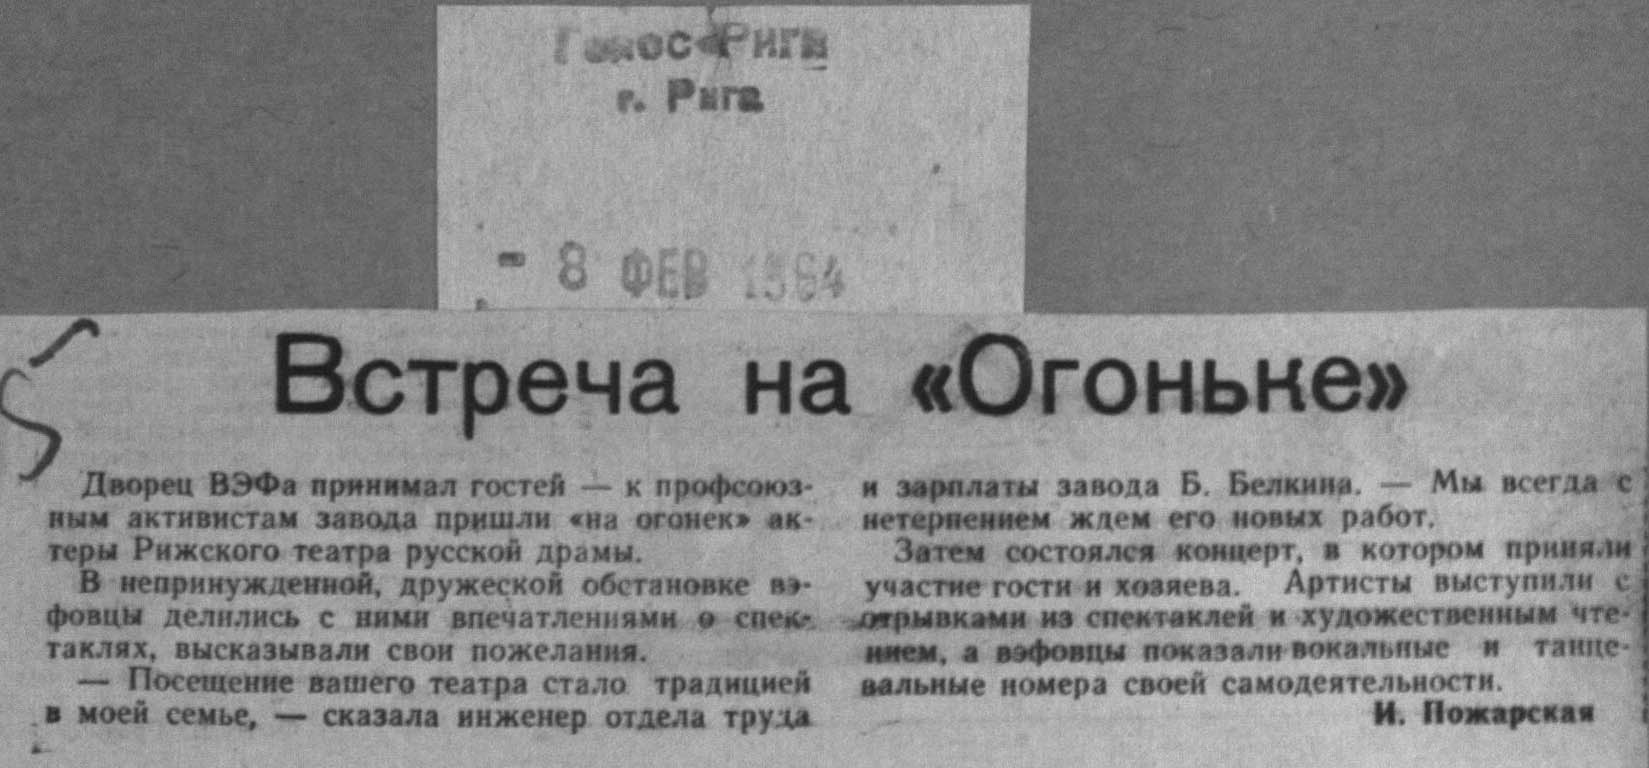 Голос Риги
г. Рига
- 8 ФЕВ 1984
Встреча на «Огоньке»
Дворец ВЭФа принимал гостей — к профсоюз-
ным активистам завода пришли «на огонек» ак-
теры Рижского театра русской драмы.
В непринужденной, дружеской обстановке вэ-
фовцы делились с ними впечатлениями о спек-
таклях, высказывали свои пожелания.
— Посещение вашего театра стало традицией
в моей семье, — сказала инженер отдела труда
и зарплаты завода Б. Белкина. — Мы всегда с
нетерпением ждем его новых работ.
Затем состоялся концерт, в котором приняли
участие гости и хозяева. Артисты выступили с
отрывками из спектаклей и художественным чте-
нием, а вэфовцы показали вокальные и танце-
вальные номера своей самодеятельности.
И. Пожарская